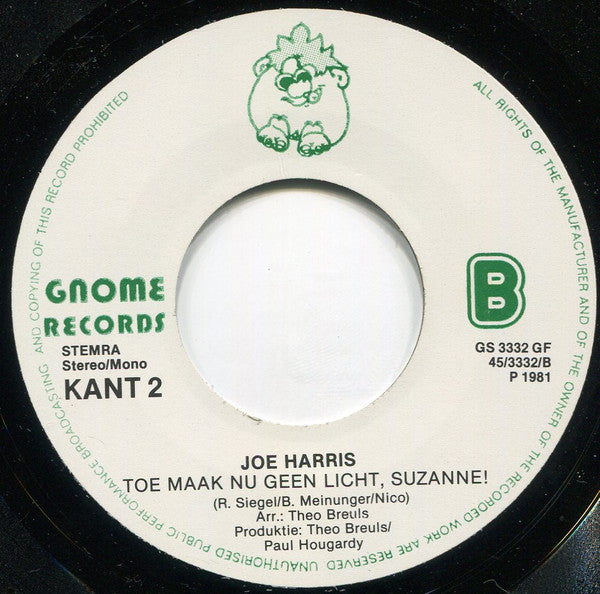 ALL RIGHTS OF THE MANUFACTURER AND OF THE OWNER OF THE RECORDED WORK ARE RESERVED UNAUTHORISED PUBLIC PERFORMANCE BROADCASTING AND COPYING OF THIS RECORD PROHIBITED
GNOME
RECORDS
STEMRA
Stereo/Mono
KANT 2
B
GS 3332 GF
45/3332/B
P 1981
JOE HARRIS
TOE MAAK NU GEEN LICHT, SUZANNE!
(R. Siegel/B. Meinunger/Nico)
Arr.: Theo Breuls
Produktie: Theo Breuls/
Paul Hougardy